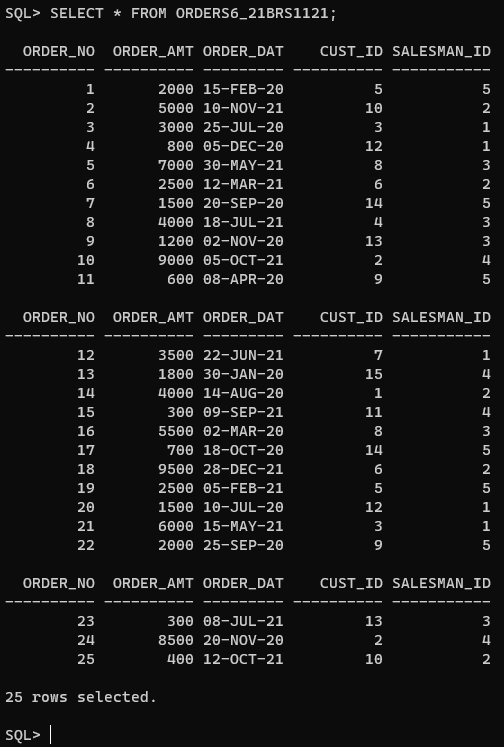 SQL> SELECT * FROM ORDERS6_21BRS1121;
  ORDER_NO  ORDER_AMT ORDER_DAT    CUST_ID SALESMAN_ID
---------- ---------- --------- ---------- -----------
         1       2000 15-FEB-20          5           5
         2       5000 10-NOV-21         10           2
         3       3000 25-JUL-20          3           1
         4        800 05-DEC-20         12           1
         5       7000 30-MAY-21          8           3
         6       2500 12-MAR-21          6           2
         7       1500 20-SEP-20         14           5
         8       4000 18-JUL-21          4           3
         9       1200 02-NOV-20         13           3
        10       9000 05-OCT-21          2           4
        11        600 08-APR-20          9           5
  ORDER_NO  ORDER_AMT ORDER_DAT    CUST_ID SALESMAN_ID
---------- ---------- --------- ---------- -----------
        12       3500 22-JUN-21          7           1
        13       1800 30-JAN-20         15           4
        14       4000 14-AUG-20          1           2
        15        300 09-SEP-21         11           4
        16       5500 02-MAR-20          8           3
        17        700 18-OCT-20         14           5
        18       9500 28-DEC-21          6           2
        19       2500 05-FEB-21          5           5
        20       1500 10-JUL-20         12           1
        21       6000 15-MAY-21          3           1
        22       2000 25-SEP-20          9           5
  ORDER_NO  ORDER_AMT ORDER_DAT    CUST_ID SALESMAN_ID
---------- ---------- --------- ---------- -----------
        23        300 08-JUL-21         13           3
        24       8500 20-NOV-20          2           4
        25        400 12-OCT-21         10           2
25 rows selected.
SQL>